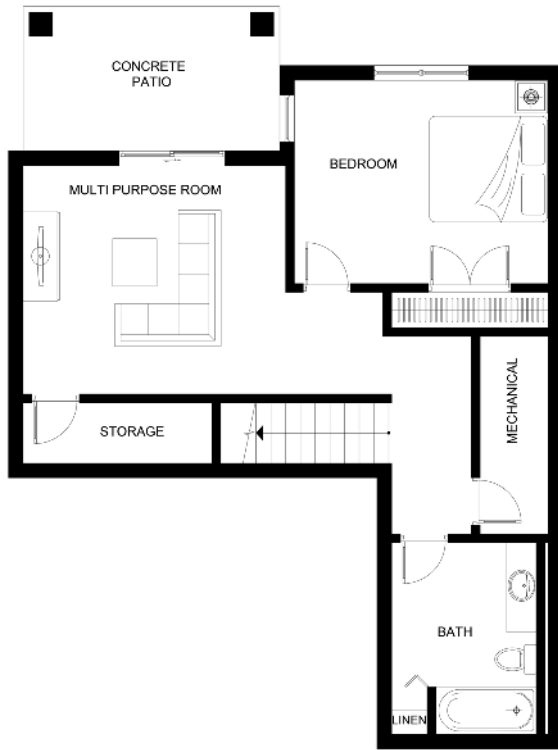 CONCRETE
PATIO
BEDROOM
MULTI PURPOSE ROOM
MECHANICAL
STORAGE
BATH
LINEN